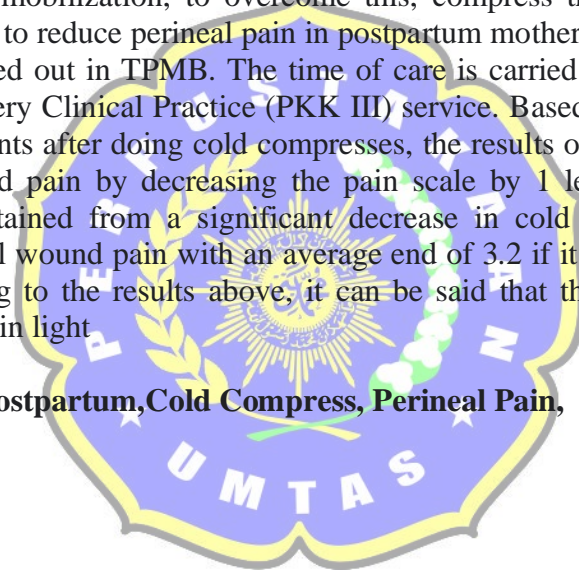 mobilization, to overcome this, compress
to reduce perineal pain in postpartum mother
ed out in TPMB. The time of care is carried
ery Clinical Practice (PKK III) service. Based
nts after doing cold compresses, the results o
d pain by decreasing the pain scale by 1 le
tained from a significant decrease in cold
l wound pain with an average end of 3.2 if it
g to the results above, it can be said that th
in light
ostpartum,Cold Compress, Perineal Pain,
PERPUSTAKAAN
UMTAS